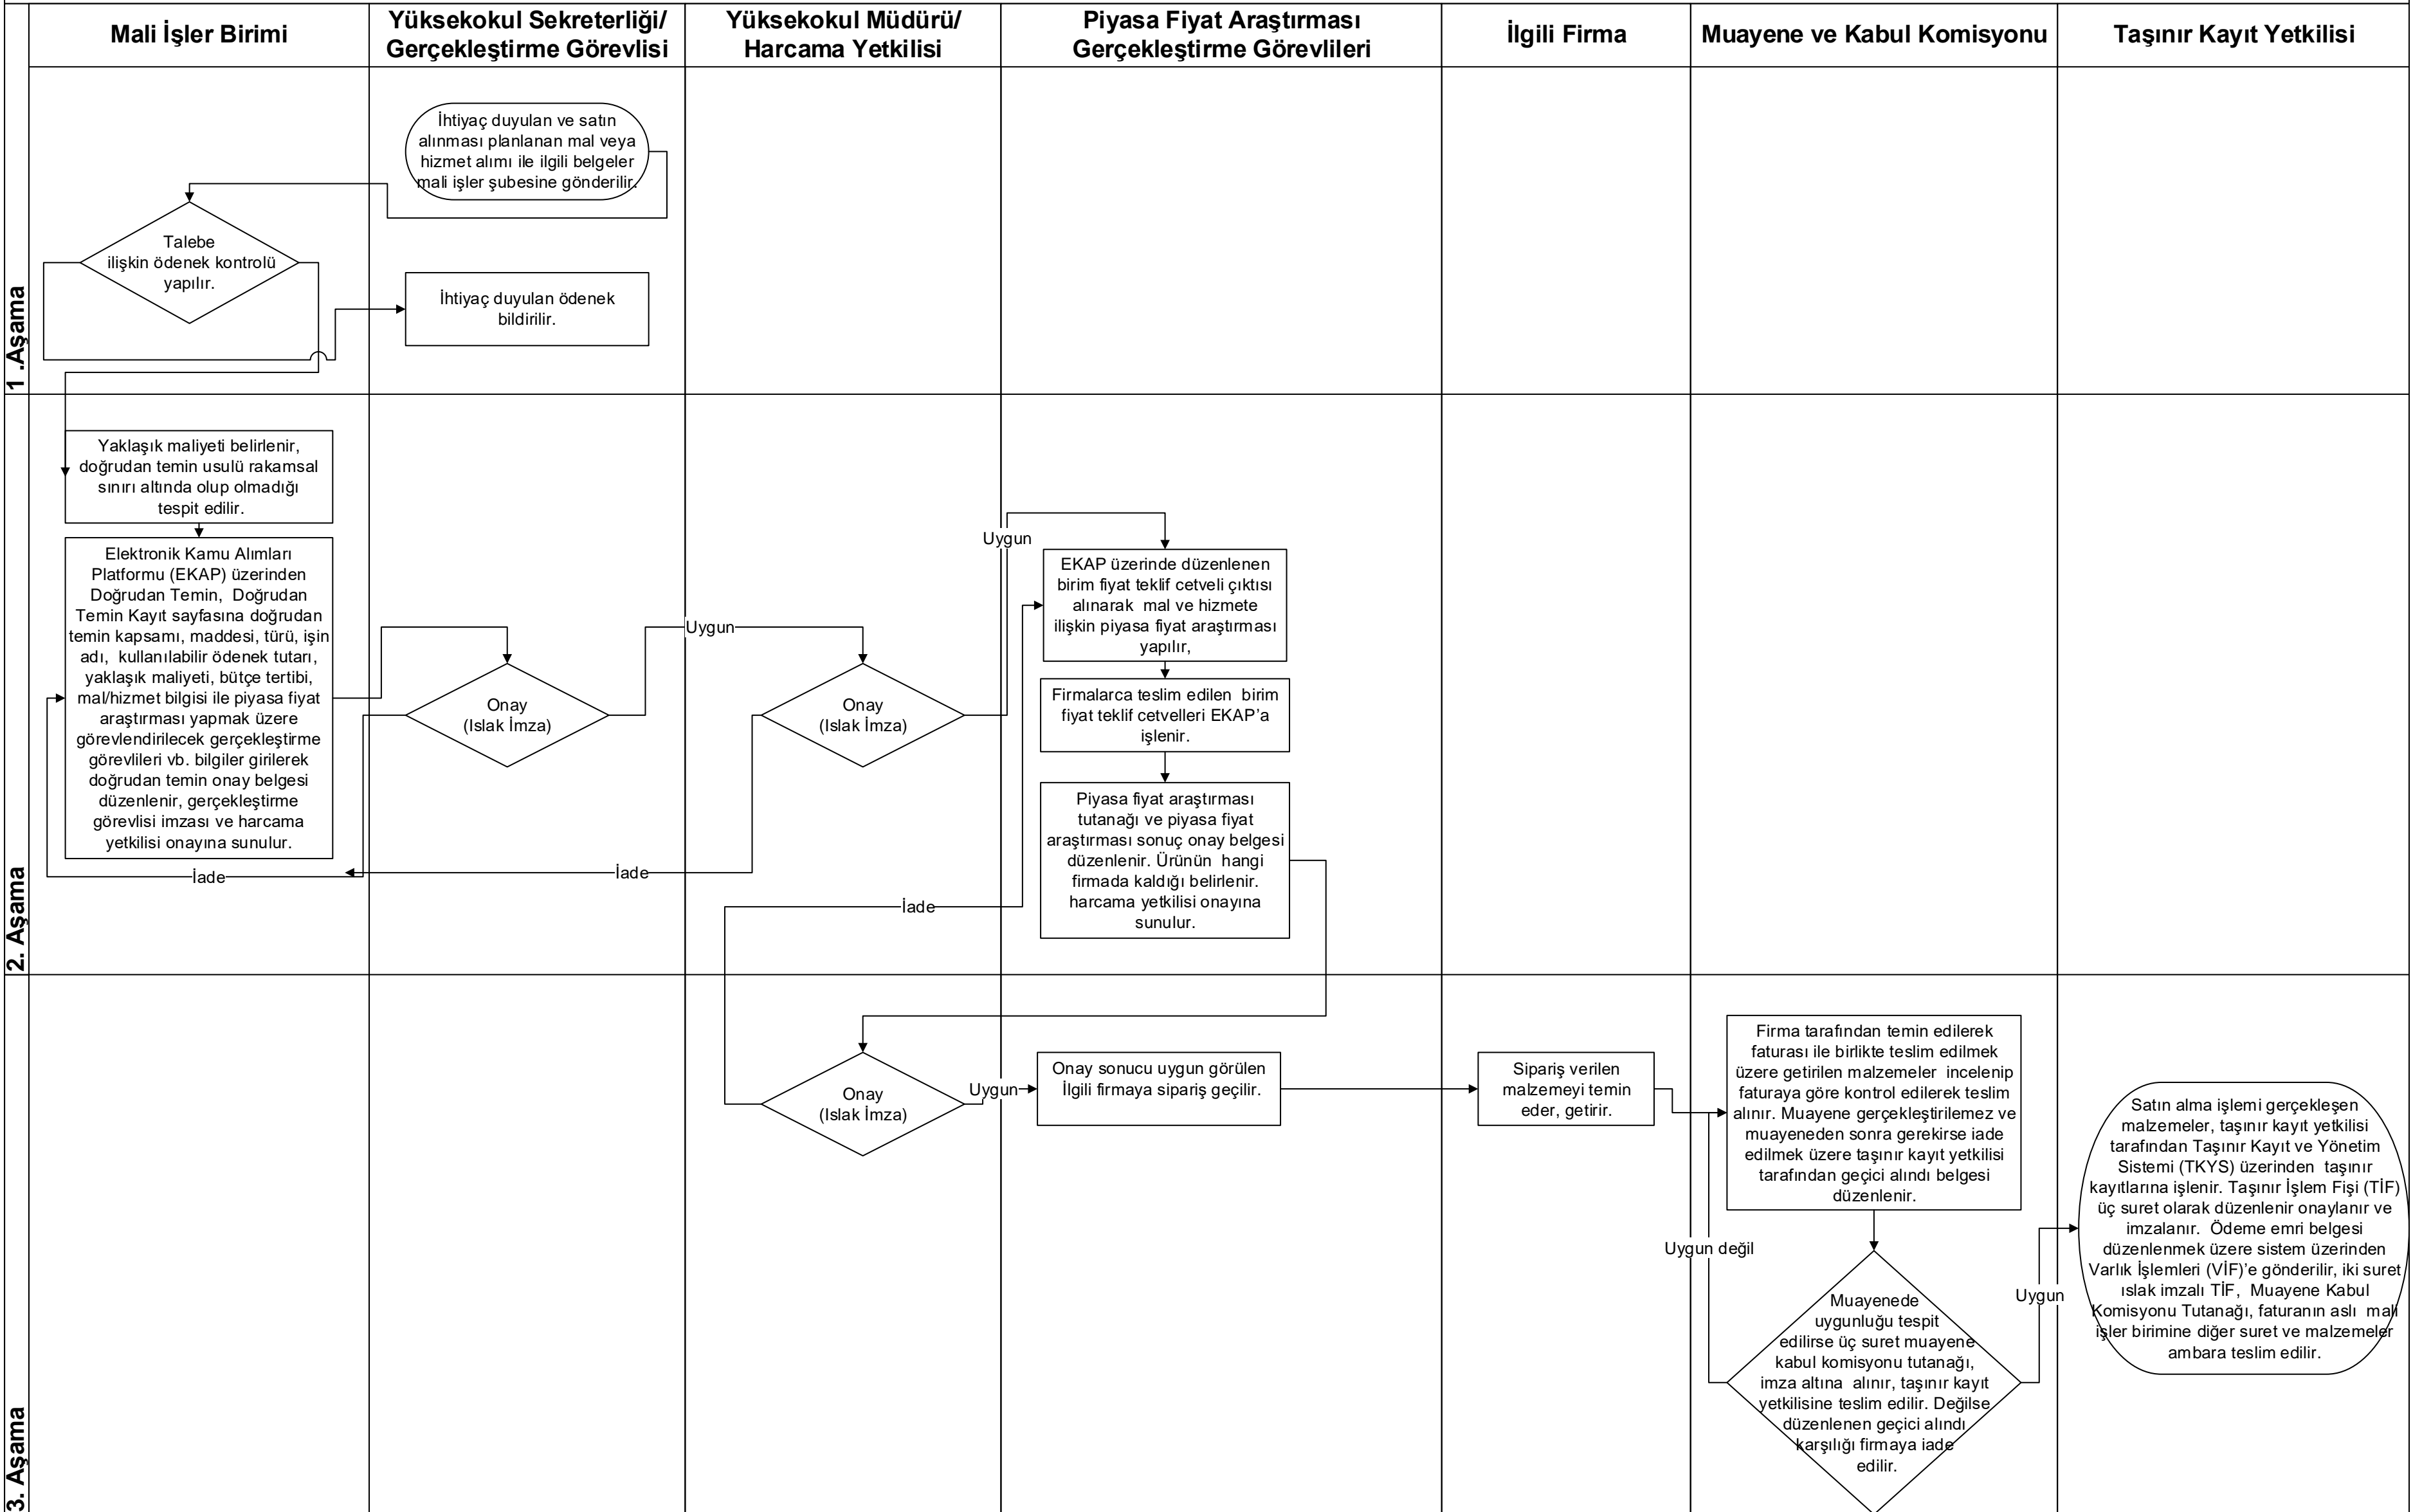 Mali İşler Birimi
Yüksekokul Sekreterliği/
Gerçekleştirme Görevlisi
Yüksekokul Müdürü/
Harcama Yetkilisi
Piyasa Fiyat Araştırması
Gerçekleştirme Görevlileri
İlgili Firma
Muayene ve Kabul Komisyonu
Taşınır Kayıt Yetkilisi
1 .Aşama
İhtiyaç duyulan ve satın
alınması planlanan mal veya
hizmet alımı ile ilgili belgeler
mali işler şubesine gönderilir.
Talebe
ilişkin ödenek kontrolü
yapılır.
İhtiyaç duyulan ödenek
bildirilir.
2. Aşama
Yaklaşık maliyeti belirlenir,
doğrudan temin usulü rakamsal
sınırı altında olup olmadığı
tespit edilir.
Elektronik Kamu Alımları
Platformu (EKAP) üzerinden
Doğrudan Temin,  Doğrudan
Temin Kayıt sayfasına doğrudan
temin kapsamı, maddesi, türü, işin
adı,  kullanılabilir ödenek tutarı,
yaklaşık maliyeti, bütçe tertibi,
mal/hizmet bilgisi ile piyasa fiyat
araştırması yapmak üzere
görevlendirilecek gerçekleştirme
görevlileri vb. bilgiler girilerek
doğrudan temin onay belgesi
düzenlenir, gerçekleştirme
görevlisi imzası ve harcama
yetkilisi onayına sunulur.
İade
Onay
(Islak İmza)
Uygun
Onay
(Islak İmza)
İade
Uygun
EKAP üzerinde düzenlenen
birim fiyat teklif cetveli çıktısı
alınarak  mal ve hizmete
ilişkin piyasa fiyat araştırması
yapılır,
Firmalarca teslim edilen  birim
fiyat teklif cetvelleri EKAP’a
işlenir.
Piyasa fiyat araştırması
tutanağı ve piyasa fiyat
araştırması sonuç onay belgesi
düzenlenir. Ürünün  hangi
firmada kaldığı belirlenir.
harcama yetkilisi onayına
sunulur.
İade
3. Aşama
Onay
(Islak İmza)
Uygun
Onay sonucu uygun görülen
İlgili firmaya sipariş geçilir.
Sipariş verilen
malzemeyi temin
eder, getirir.
Firma tarafından temin edilerek
faturası ile birlikte teslim edilmek
üzere getirilen malzemeler  incelenip
faturaya göre kontrol edilerek teslim
alınır. Muayene gerçekleştirilemez ve
muayeneden sonra gerekirse iade
edilmek üzere taşınır kayıt yetkilisi
tarafından geçici alındı belgesi
düzenlenir.
Uygun değil
Muayenede
uygunluğu tespit
edilirse üç suret muayene
kabul komisyonu tutanağı,
imza altına  alınır, taşınır kayıt
yetkilisine teslim edilir. Değilse
düzenlenen geçici alındı
karşılığı firmaya iade
edilir.
Uygun
Satın alma işlemi gerçekleşen
malzemeler, taşınır kayıt yetkilisi
tarafından Taşınır Kayıt ve Yönetim
Sistemi (TKYS) üzerinden  taşınır
kayıtlarına işlenir. Taşınır İşlem Fişi (TİF)
üç suret olarak düzenlenir onaylanır ve
imzalanır.  Ödeme emri belgesi
düzenlenmek üzere sistem üzerinden
Varlık İşlemleri (VİF)’e gönderilir, iki suret
ıslak imzalı TİF,  Muayene Kabul
Komisyonu Tutanağı, faturanın aslı  mali
işler birimine diğer suret ve malzemeler
ambara teslim edilir.